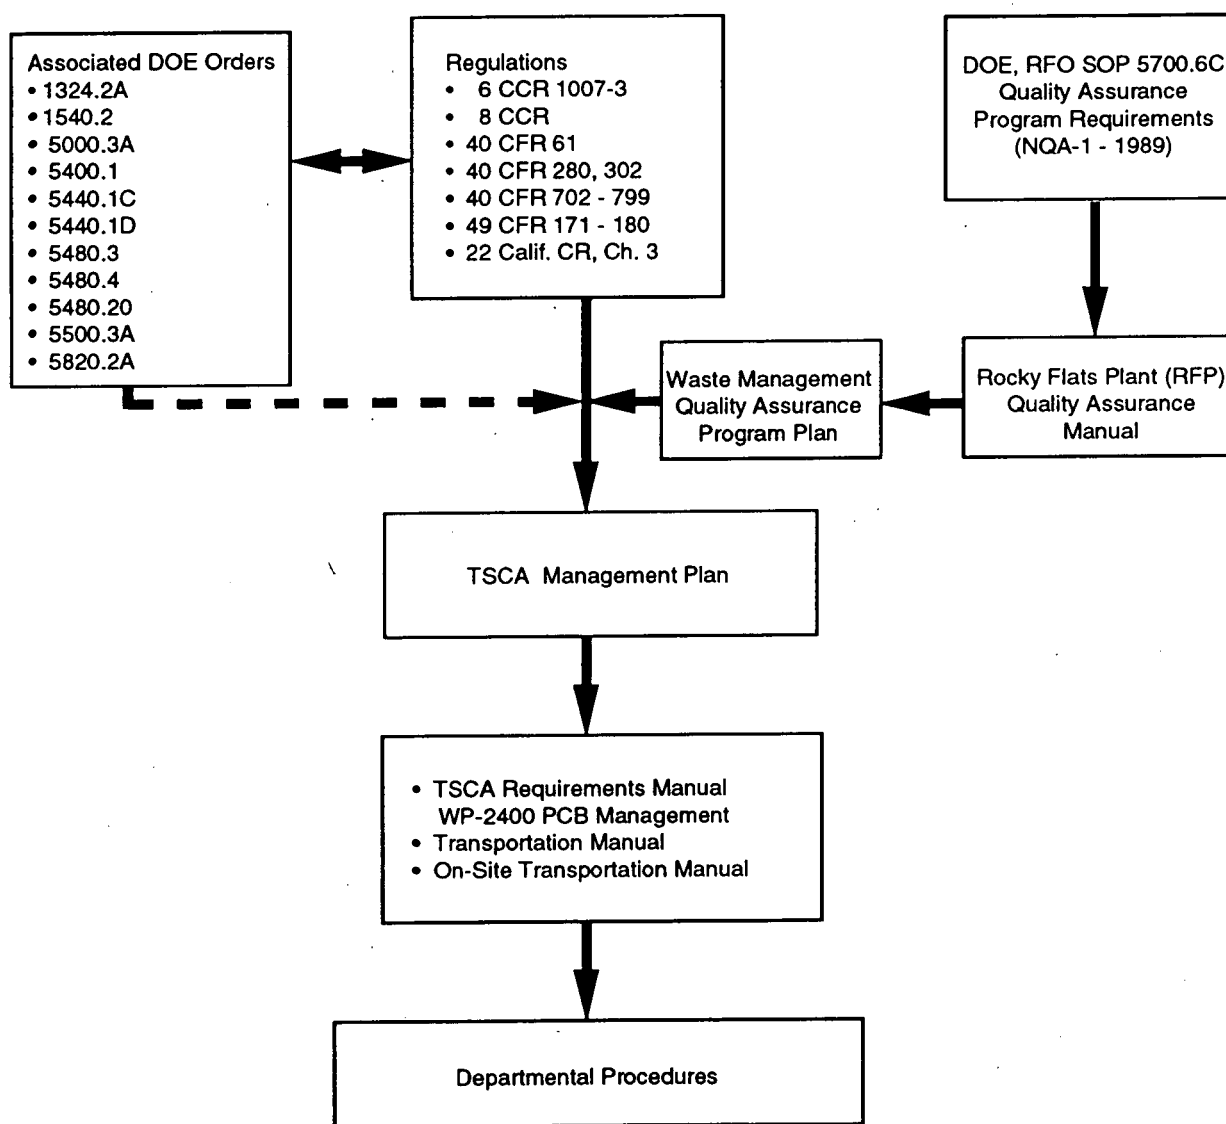 Associated DOE Orders
• 1324.2A
• 1540.2
• 5000.3A
• 5400.1
• 5440.1C
• 5440.1D
• 5480.3
• 5480.4
• 5480.20
• 5500.3A
• 5820.2A
Regulations
• 6 CCR 1007-3
• 8 CCR
• 40 CFR 61
• 40 CFR 280, 302
• 40 CFR 702 - 799
• 49 CFR 171 - 180
• 22 Calif. CR, Ch. 3
DOE, RFO SOP 5700.6C
Quality Assurance
Program Requirements
(NQA-1 - 1989)
Waste Management
Quality Assurance
Program Plan
Rocky Flats Plant (RFP)
Quality Assurance
Manual
TSCA Management Plan
• TSCA Requirements Manual
WP-2400 PCB Management
• Transportation Manual
• On-Site Transportation Manual
Departmental Procedures